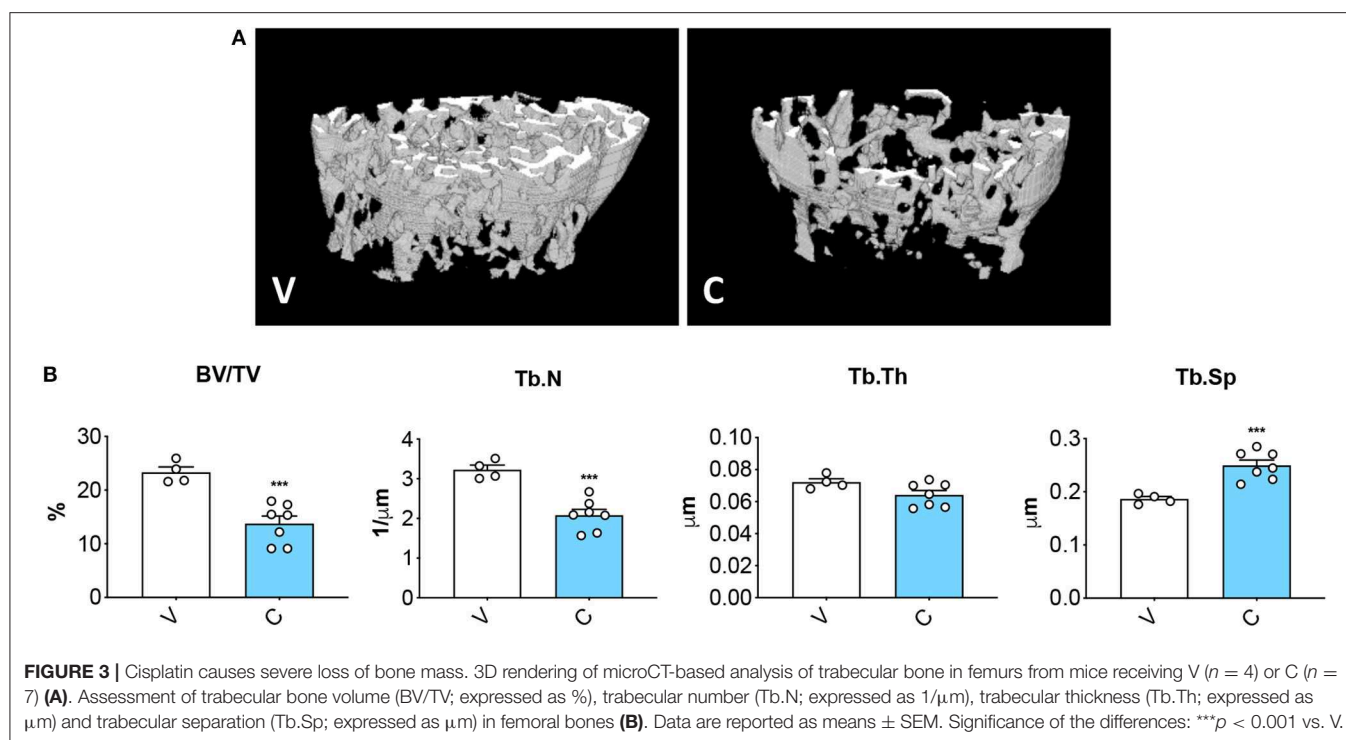 A
V
C
B
BV/TV
Tb.N
Tb.Th
Tb.Sp
%
30
20
10
0
***
V
C
1/μm
4
3
2
1
0
***
V
C
μm
0.10
0.08
0.06
0.04
0.02
0.00
V
C
μm
0.3
0.2
0.1
0.0
***
V
C
FIGURE 3 | Cisplatin causes severe loss of bone mass. 3D rendering of microCT-based analysis of trabecular bone in femurs from mice receiving V (n = 4) or C (n =
7) (A). Assessment of trabecular bone volume (BV/TV; expressed as %), trabecular number (Tb.N; expressed as 1/μm), trabecular thickness (Tb.Th; expressed as
μm) and trabecular separation (Tb.Sp; expressed as μm) in femoral bones (B). Data are reported as means ± SEM. Significance of the differences: ***p < 0.001 vs. V.